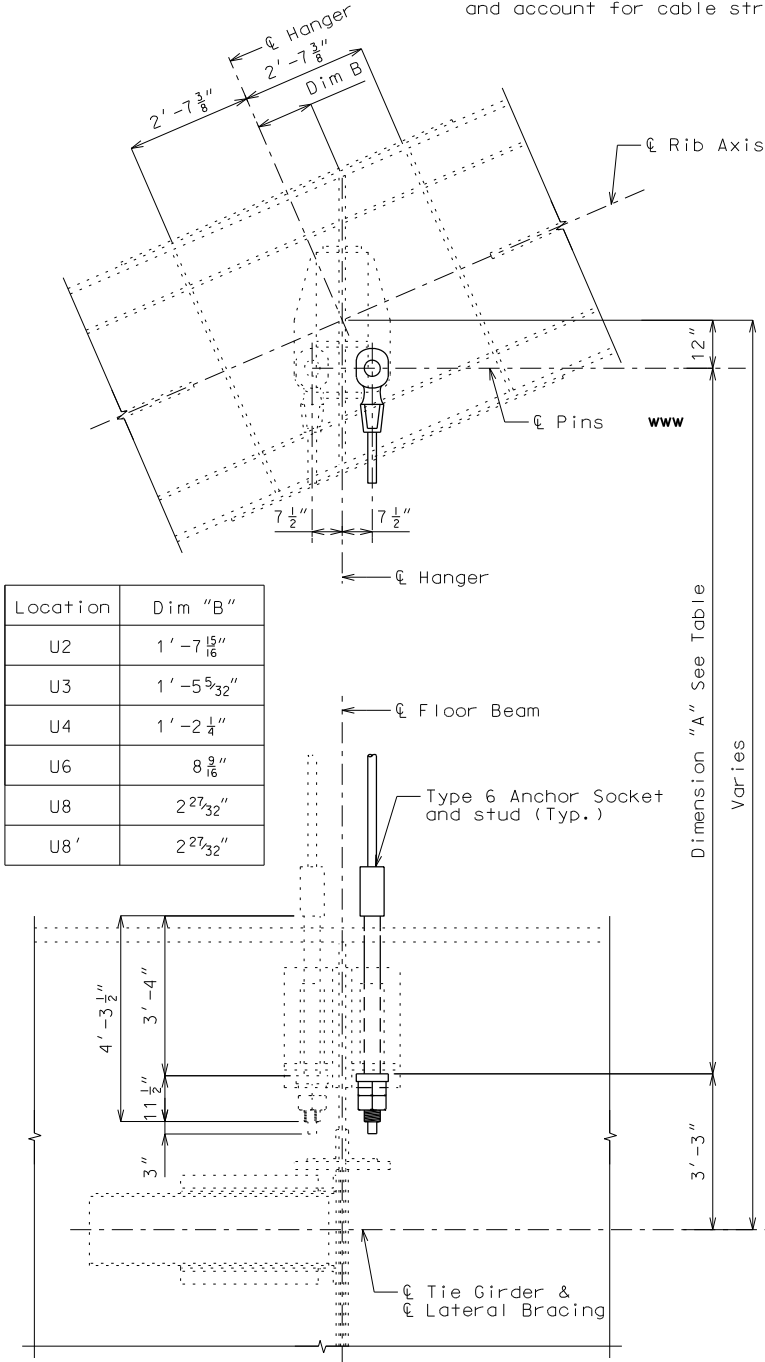 and account for cable str
℄ Hanger
2'-7 3/8"
2'-7 3/8"
Dim B
℄ Rib Axis
12"
℄ Pins
www
7 1/2"
7 1/2"
℄ Hanger
Location Dim "B"
U2 1'-7 15/16"
U3 1'-5 5/32"
U4 1'-2 1/4"
U6 8 9/16"
U8 2 27/32"
U8' 2 27/32"
℄ Floor Beam
Dimension "A" See Table
Varies
Type 6 Anchor Socket
and stud (Typ.)
4'-3 1/2"
3'-4"
11 1/2"
3"
3'-3"
℄ Tie Girder &
℄ Lateral Bracing